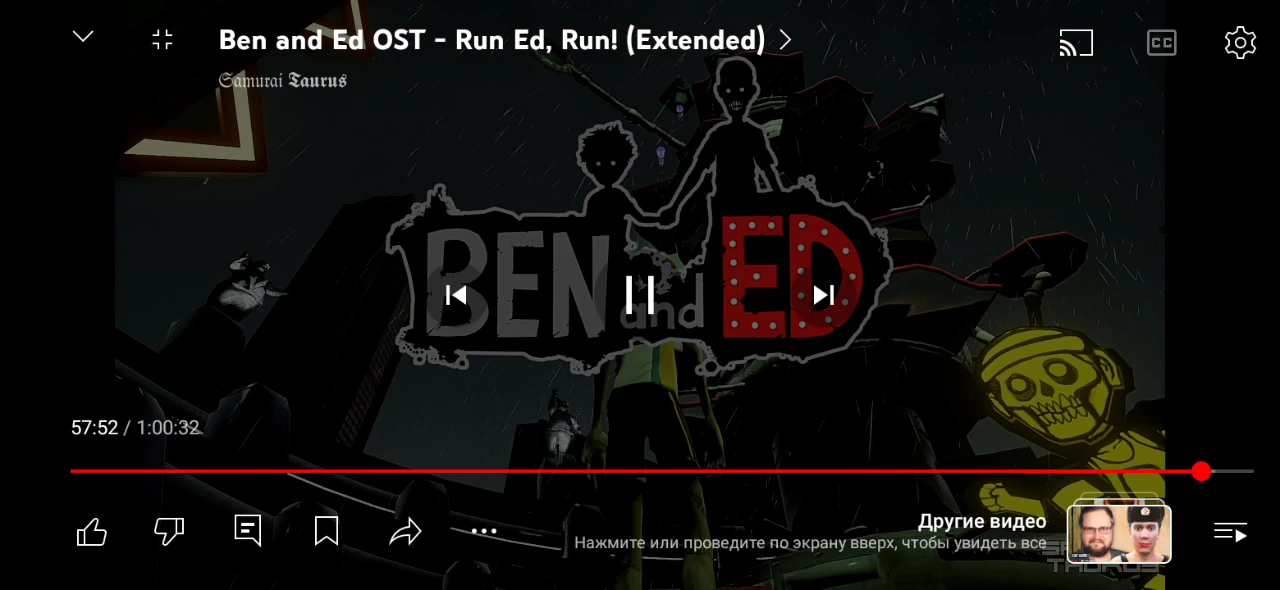 Ben and Ed OST - Run Ed, Run! (Extended)
Samurai Taurus
CC
BEN and ED
57:52 / 1:00:32
Другие видео
Нажмите или проведите по экрану вверх, чтобы увидеть все